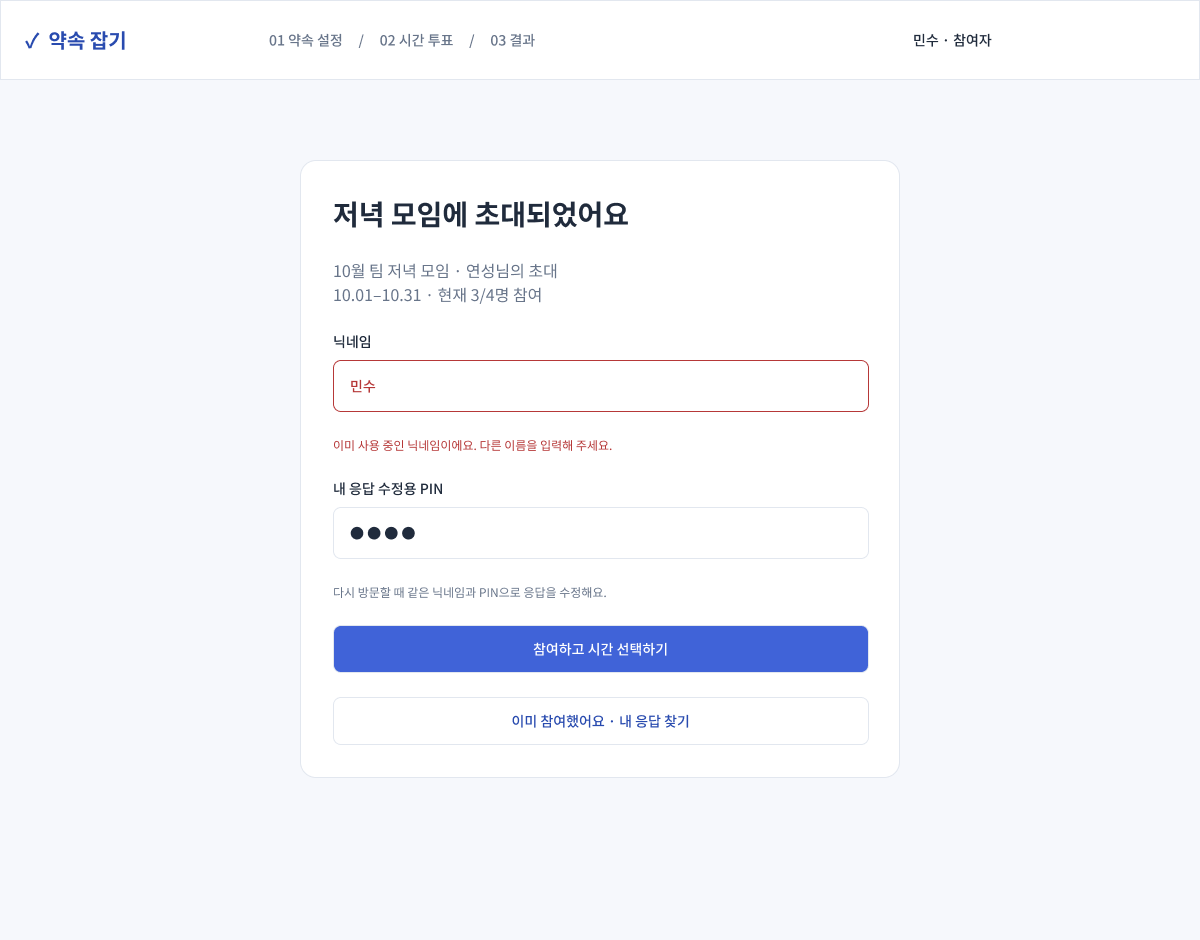 ✓ 약속 잡기
01 약속 설정 / 02 시간 투표 / 03 결과
민수 · 참여자
저녁 모임에 초대되었어요
10월 팀 저녁 모임 · 연성님의 초대
10.01–10.31 · 현재 3/4명 참여
닉네임
민수
이미 사용 중인 닉네임이에요. 다른 이름을 입력해 주세요.
내 응답 수정용 PIN
●●●●
다시 방문할 때 같은 닉네임과 PIN으로 응답을 수정해요.
참여하고 시간 선택하기
이미 참여했어요 · 내 응답 찾기